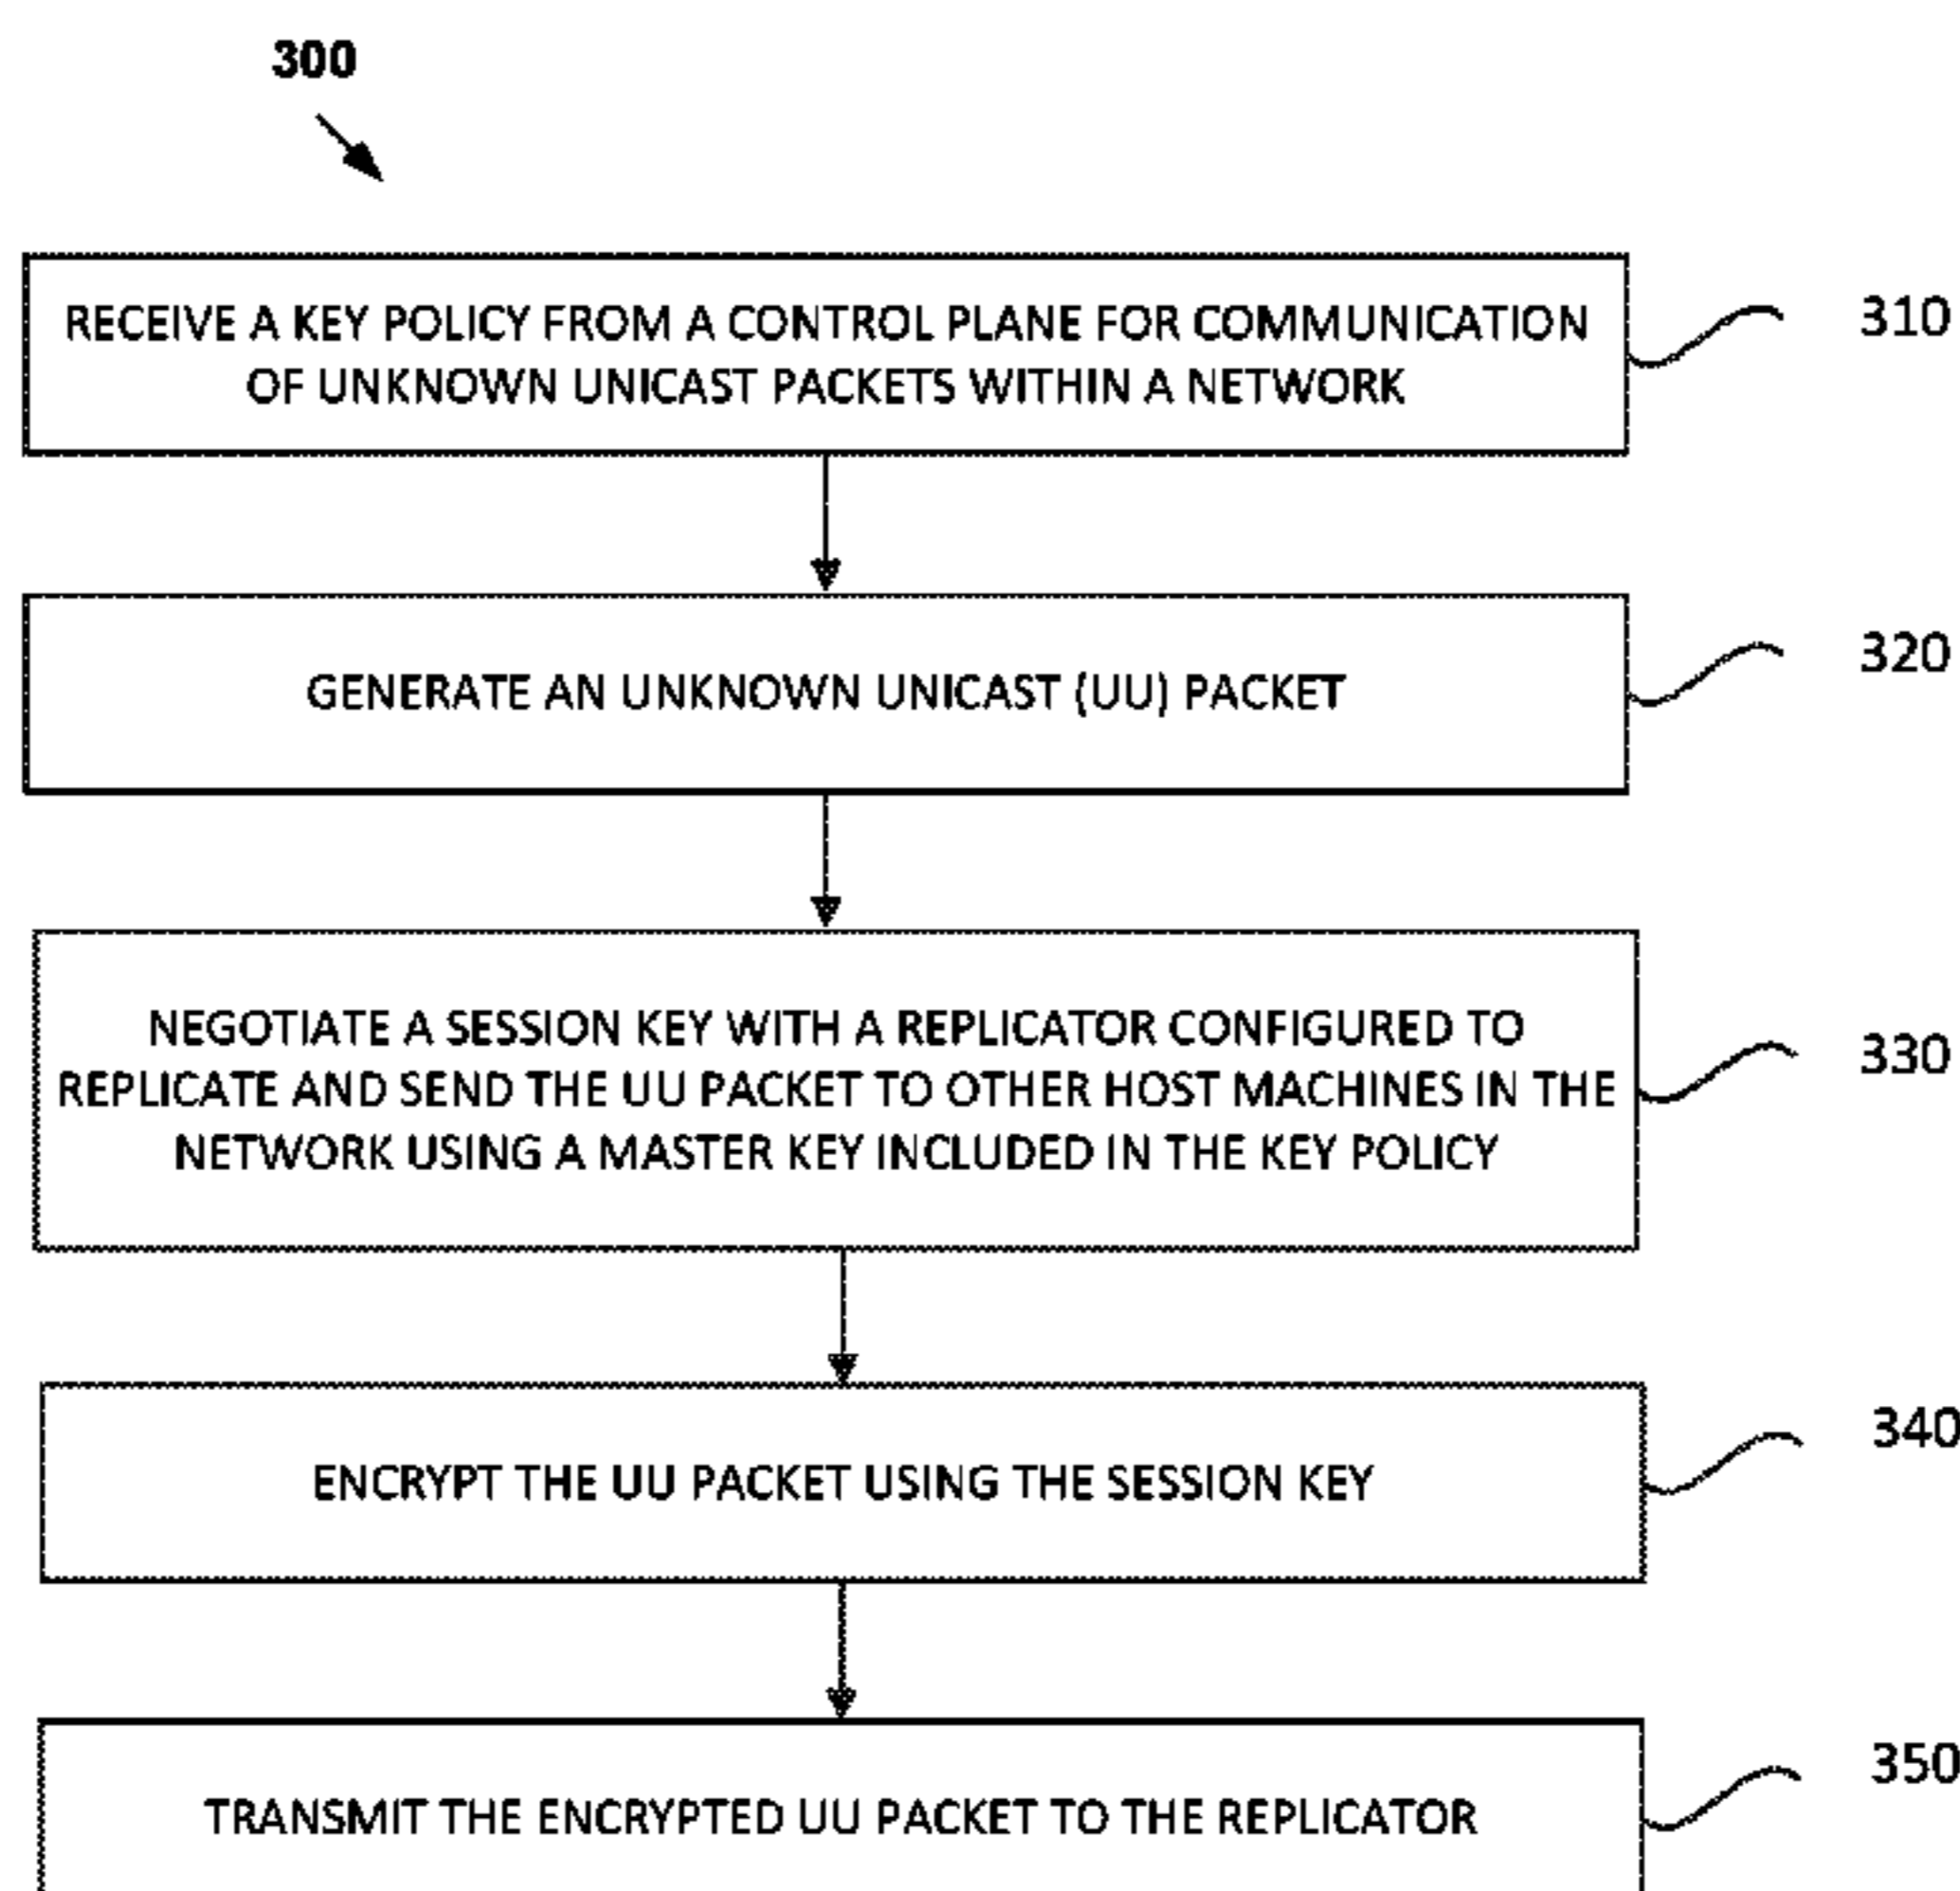 300
RECEIVE A KEY POLICY FROM A CONTROL PLANE FOR COMMUNICATION
OF UNKNOWN UNICAST PACKETS WITHIN A NETWORK
310
GENERATE AN UNKNOWN UNICAST (UU) PACKET
320
NEGOTIATE A SESSION KEY WITH A REPLICATOR CONFIGURED TO
REPLICATE AND SEND THE UU PACKET TO OTHER HOST MACHINES IN THE
NETWORK USING A MASTER KEY INCLUDED IN THE KEY POLICY
330
ENCRYPT THE UU PACKET USING THE SESSION KEY
340
TRANSMIT THE ENCRYPTED UU PACKET TO THE REPLICATOR
350